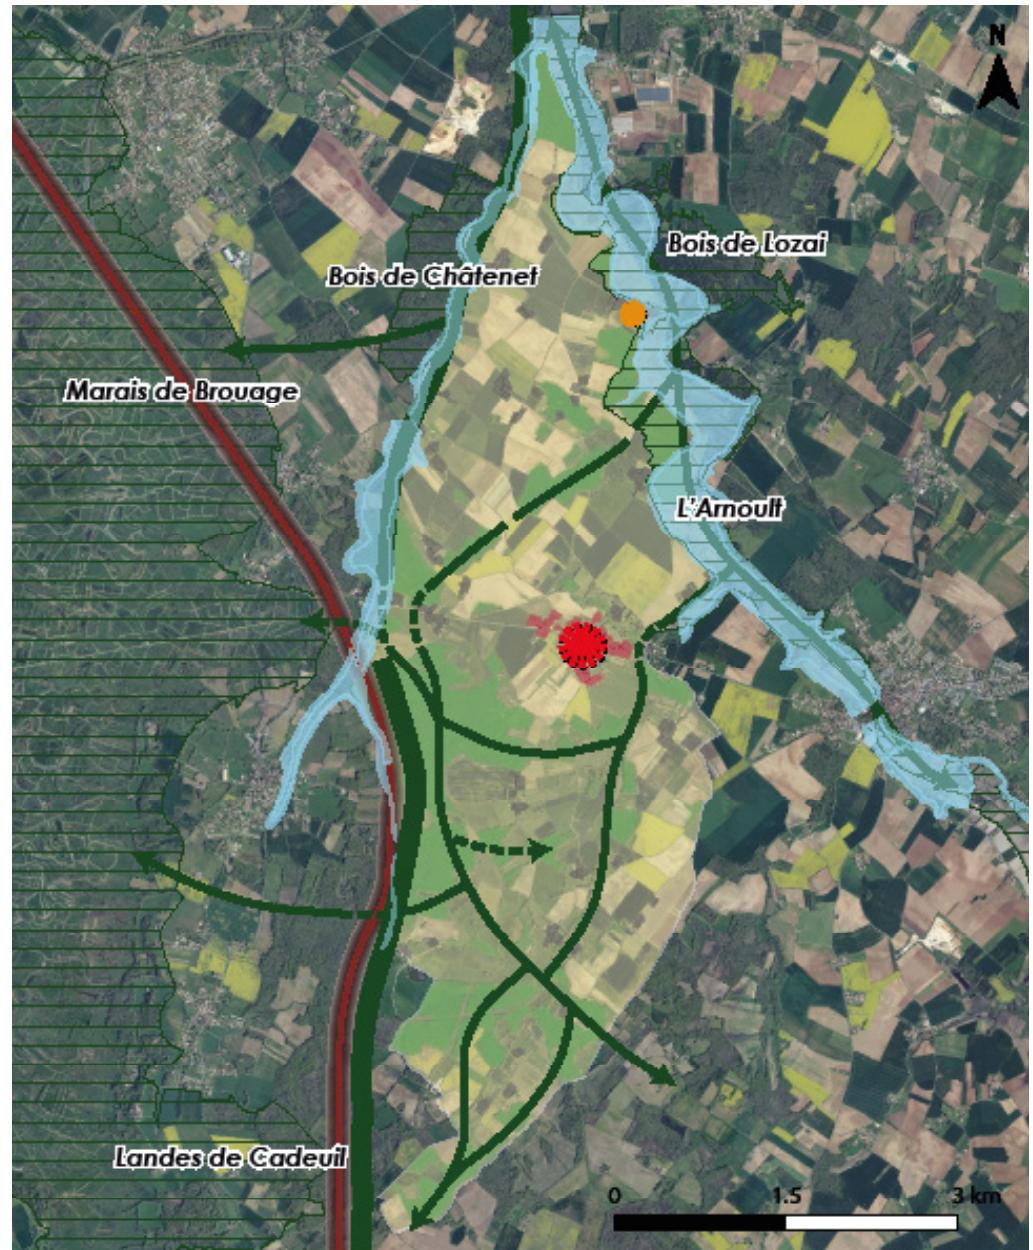 N
Bois de Lozai
Bois de Châtenet
Marais de Brouage
L'Arnoult
Landes de Cadeuil
0 1.5 3 km